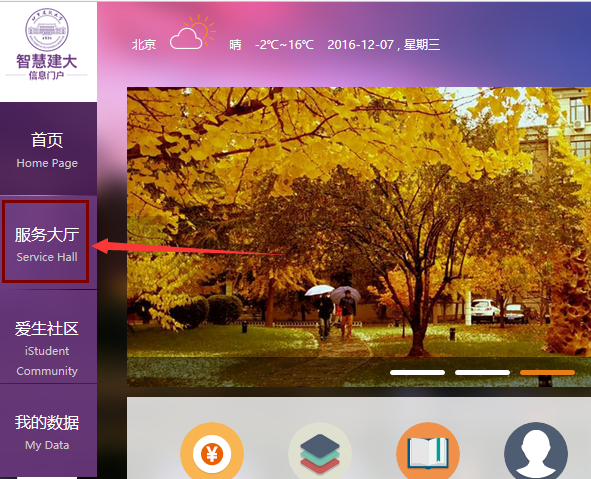 智慧建大
信息门户
北京 晴 -2℃~16℃ 2016-12-07 , 星期三
首页
Home Page
服务大厅
Service Hall
爱生社区
iStudent
Community
我的数据
My Data